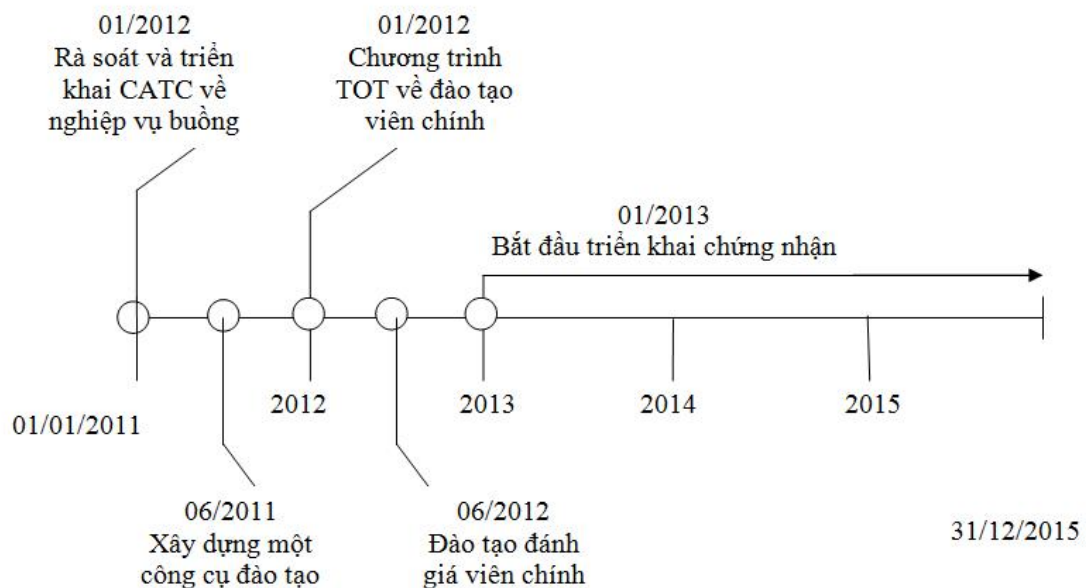 01/2012
Rà soát và triển
khai CATC về
nghiệp vụ buồng
01/2012
Chương trình
TOT về đào tạo
viên chính
01/2013
Bắt đầu triển khai chứng nhận
01/01/2011
2012
2013
2014
2015
06/2011
Xây dựng một
công cụ đào tạo
06/2012
Đào tạo đánh
giá viên chính
31/12/2015